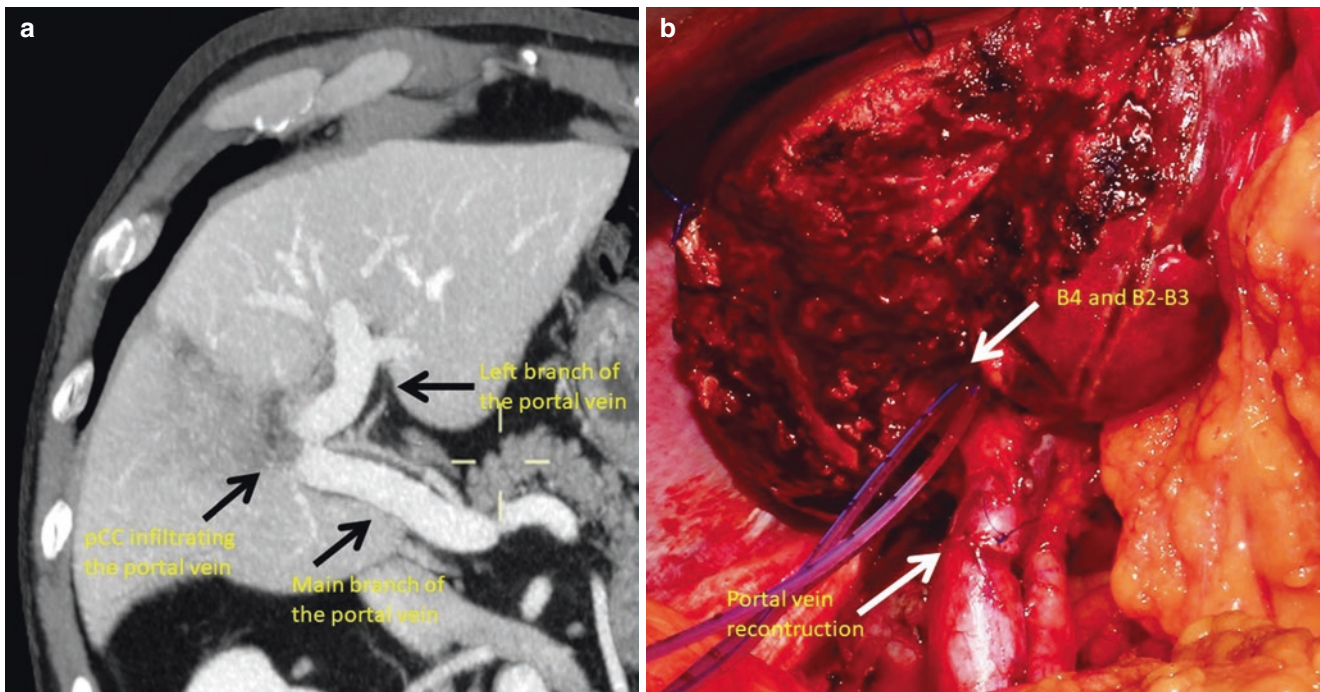 a
Left branch of
the portal vein
pCC infiltrating
the portal vein
Main branch of
the portal vein
b
B4 and B2-B3
Portal vein
recontruction